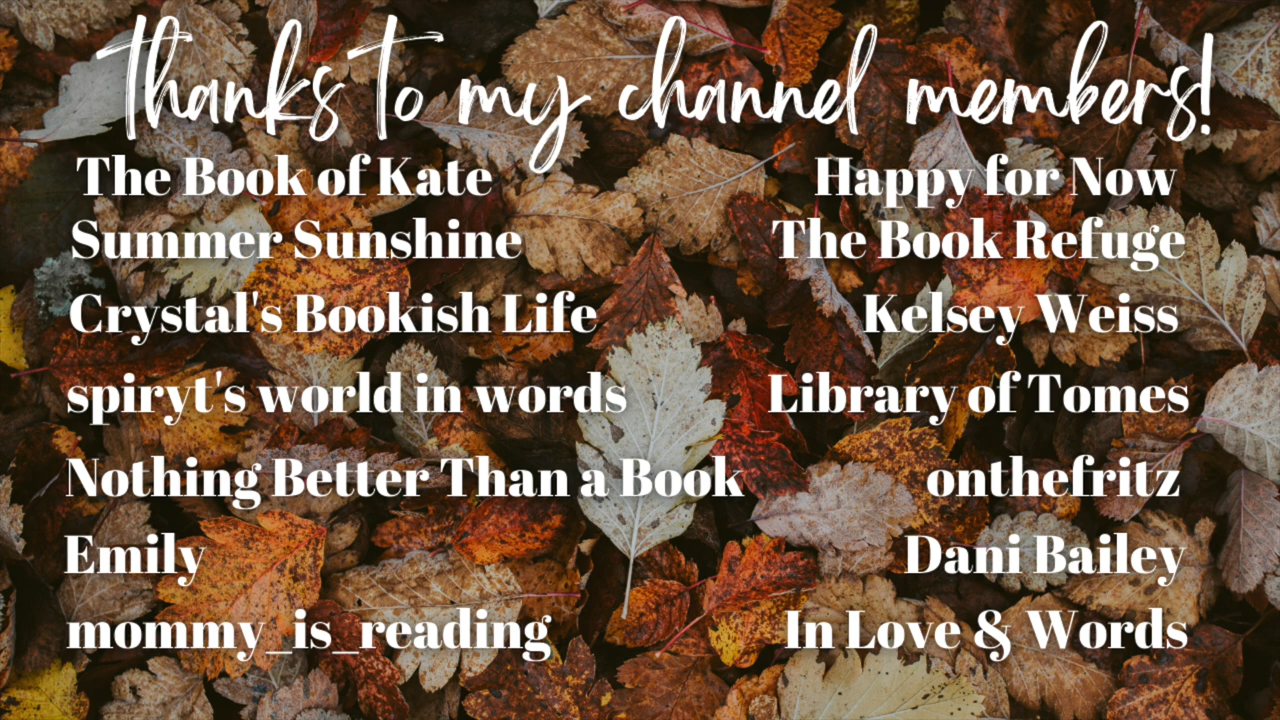 Thanks to my channel members!
The Book of Kate
Summer Sunshine
Crystal's Bookish Life
spiryt's world in words
Nothing Better Than a Book
Emily
mommy_is_reading
Happy for Now
The Book Refuge
Kelsey Weiss
Library of Tomes
onthefritz
Dani Bailey
In Love & Words